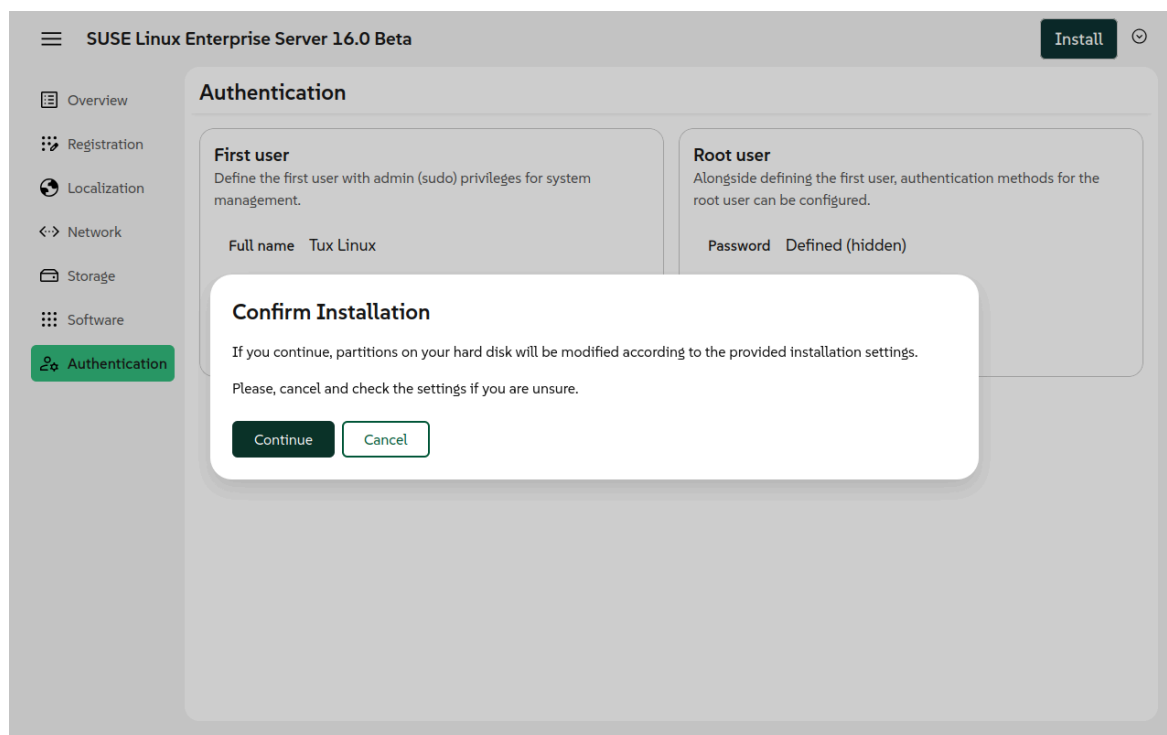 SUSE Linux Enterprise Server 16.0 Beta
Install
Overview
Registration
Localization
Network
Storage
Software
Authentication
Authentication
First user
Define the first user with admin (sudo) privileges for system
management.
Full name Tux Linux
Root user
Alongside defining the first user, authentication methods for the
root user can be configured.
Password Defined (hidden)
Confirm Installation
If you continue, partitions on your hard disk will be modified according to the provided installation settings.
Please, cancel and check the settings if you are unsure.
Continue
Cancel